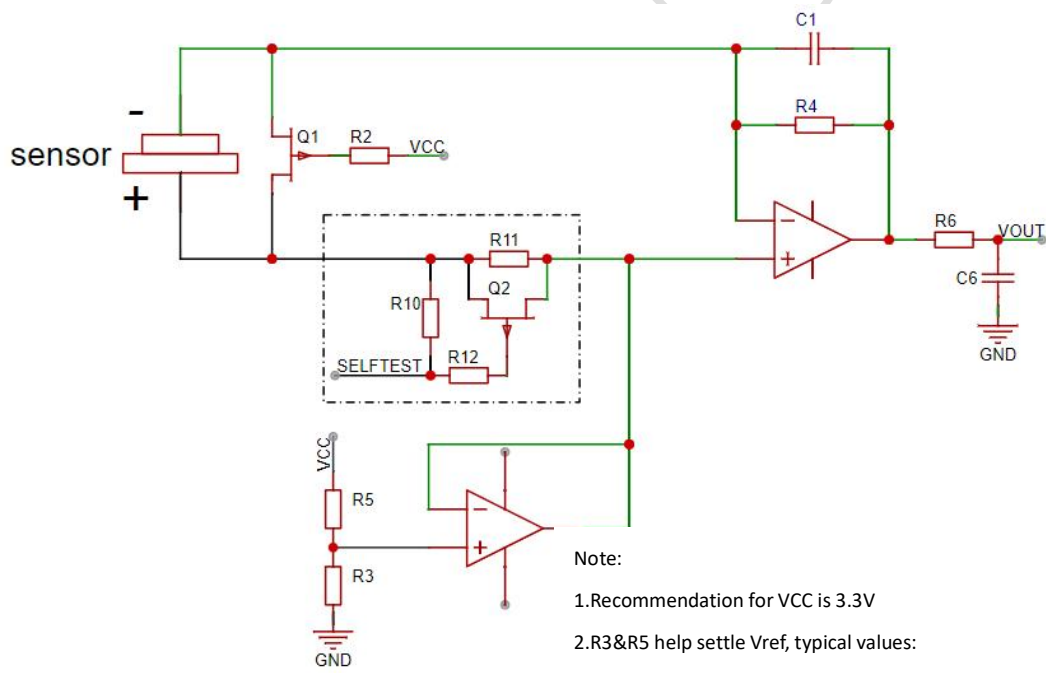 C1
R4
-
Q1
R2
VCC
sensor
+
R11
R6
VOUT
Q2
C6
R10
GND
SELFTEST
R12
VCC
R5
R3
GND
Note:
1.Recommendation for VCC is 3.3V
2.R3&R5 help settle Vref, typical values: